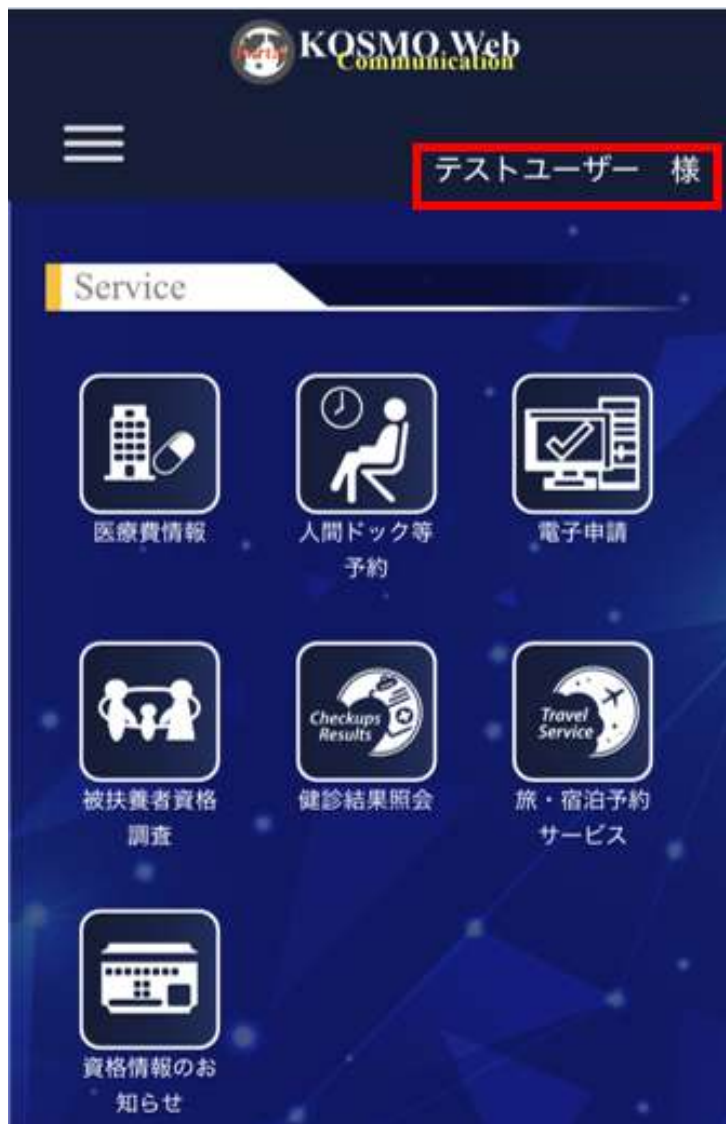 Portal
KOSMO Web
Communication
テストユーザー　様
Service
医療費情報
人間ドック等
予約
電子申請
被扶養者資格
調査
Checkups
Results
健診結果照会
Travel
Service
旅・宿泊予約
サービス
資格情報のお
知らせ